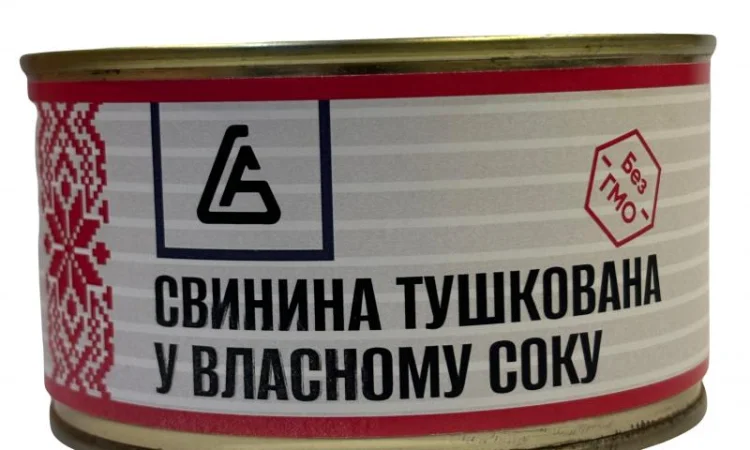 Без
ГМО
СВИНИНА ТУШКОВАНА
У ВЛАСНОМУ СОКУ